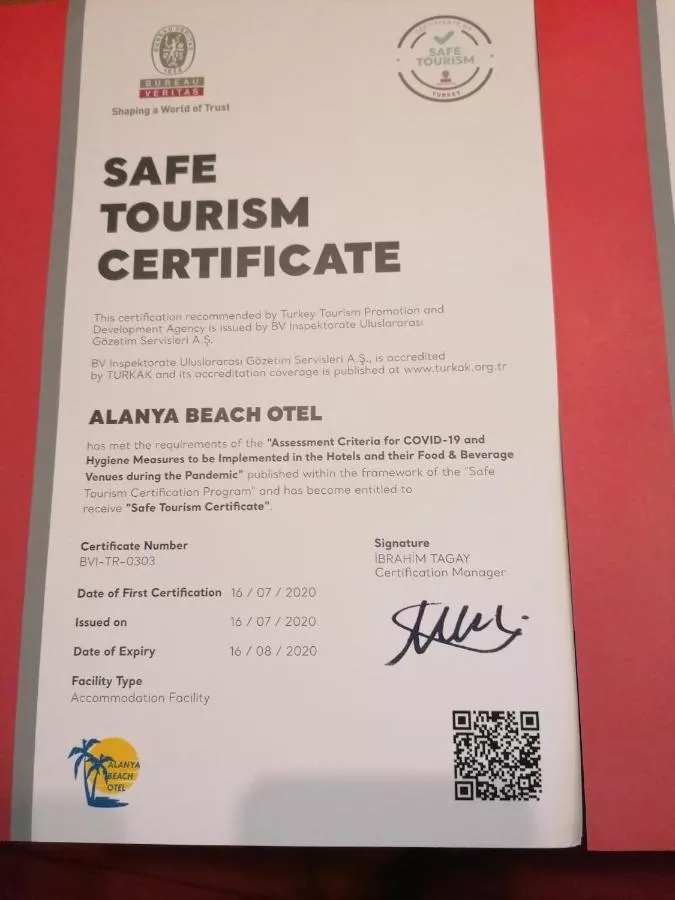 BUREAU VERITAS
1828
BUREAU
VERITAS
Shaping a World of Trust
CERTIFICATE OF
SAFE
TOURISM
TURKEY
SAFE
TOURISM
CERTIFICATE
This certification recommended by Turkey Tourism Promotion and
Development Agency is issued by BV Inspektorate Uluslararası
Gözetim Servisleri A.Ş.
BV Inspektorate Uluslararası Gözetim Servisleri A.Ş., is accredited
by TURKAK and its accreditation coverage is published at www.turkak.org.tr
ALANYA BEACH OTEL
has met the requirements of the "Assessment Criteria for COVID-19 and
Hygiene Measures to be Implemented in the Hotels and their Food & Beverage
Venues during the Pandemic" published within the framework of the "Safe
Tourism Certification Program" and has become entitled to
receive "Safe Tourism Certificate".
Certificate Number
BVI-TR-0303
Signature
İBRAHİM TAGAY
Certification Manager
Date of First Certification 16 / 07 / 2020
Issued on 16 / 07 / 2020
Date of Expiry 16 / 08 / 2020
Facility Type
Accommodation Facility
ALANYA
BEACH
OTEL